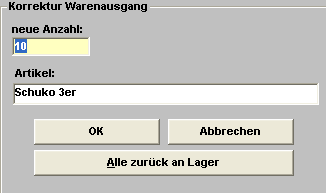 Korrektur Warenausgang
neue Anzahl:
10
Artikel:
Schuko 3er
OK
Abbrechen
Alle zurück an Lager